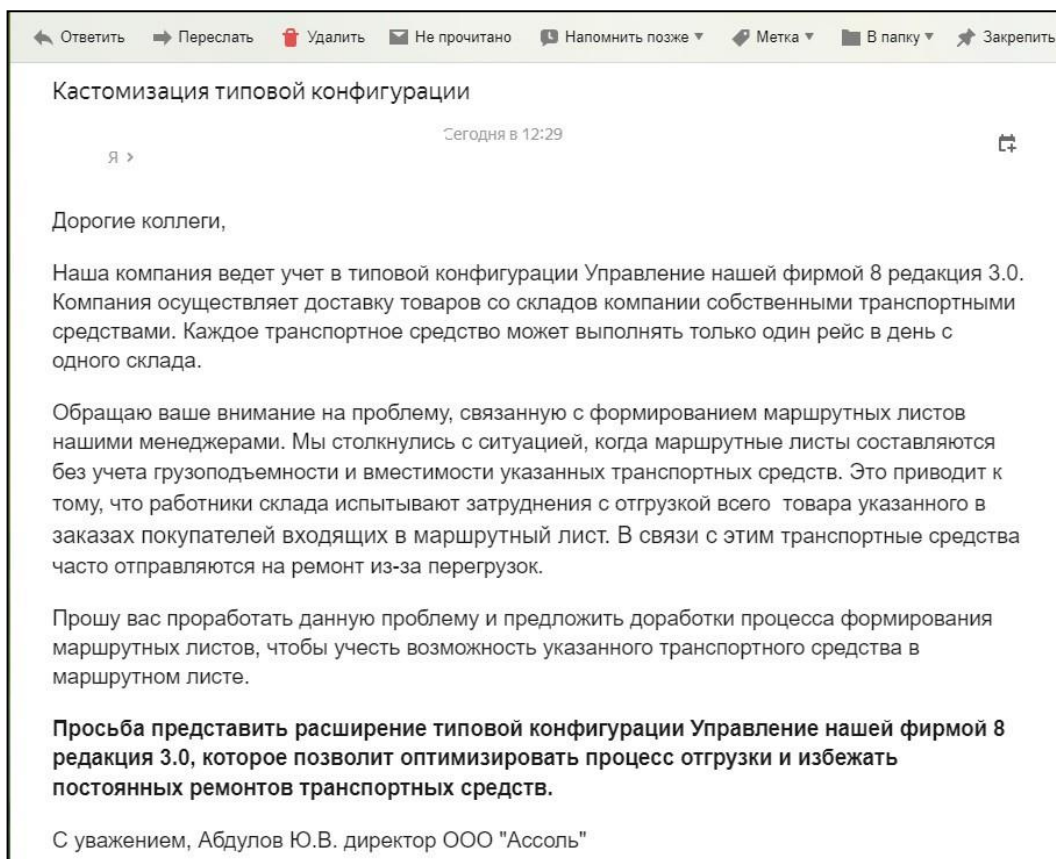 Ответить Переслать Удалить Не прочитано Напомнить позже Метка В папку Закрепить
Кастомизация типовой конфигурации
Сегодня в 12:29
Я >
Дорогие коллеги,
Наша компания ведет учет в типовой конфигурации Управление нашей фирмой 8 редакция 3.0.
Компания осуществляет доставку товаров со складов компании собственными транспортными
средствами. Каждое транспортное средство может выполнять только один рейс в день с
одного склада.
Обращаю ваше внимание на проблему, связанную с формированием маршрутных листов
нашими менеджерами. Мы столкнулись с ситуацией, когда маршрутные листы составляются
без учета грузоподъемности и вместимости указанных транспортных средств. Это приводит к
тому, что работники склада испытывают затруднения с отгрузкой всего товара указанного в
заказах покупателей входящих в маршрутный лист. В связи с этим транспортные средства
часто отправляются на ремонт из-за перегрузок.
Прошу вас проработать данную проблему и предложить доработки процесса формирования
маршрутных листов, чтобы учесть возможность указанного транспортного средства в
маршрутном листе.
Просьба представить расширение типовой конфигурации Управление нашей фирмой 8
редакция 3.0, которое позволит оптимизировать процесс отгрузки и избежать
постоянных ремонтов транспортных средств.
С уважением, Абдулов Ю.В. директор ООО "Ассоль"